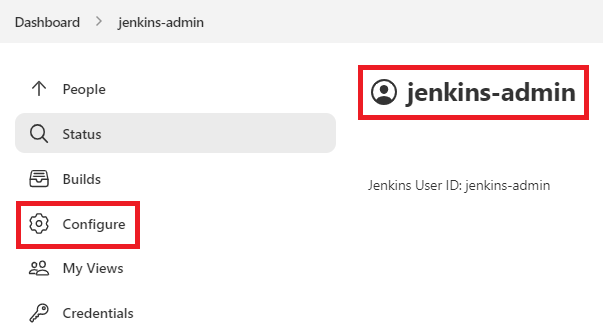 Dashboard > jenkins-admin
People
jenkins-admin
Status
Builds
Jenkins User ID: jenkins-admin
Configure
My Views
Credentials